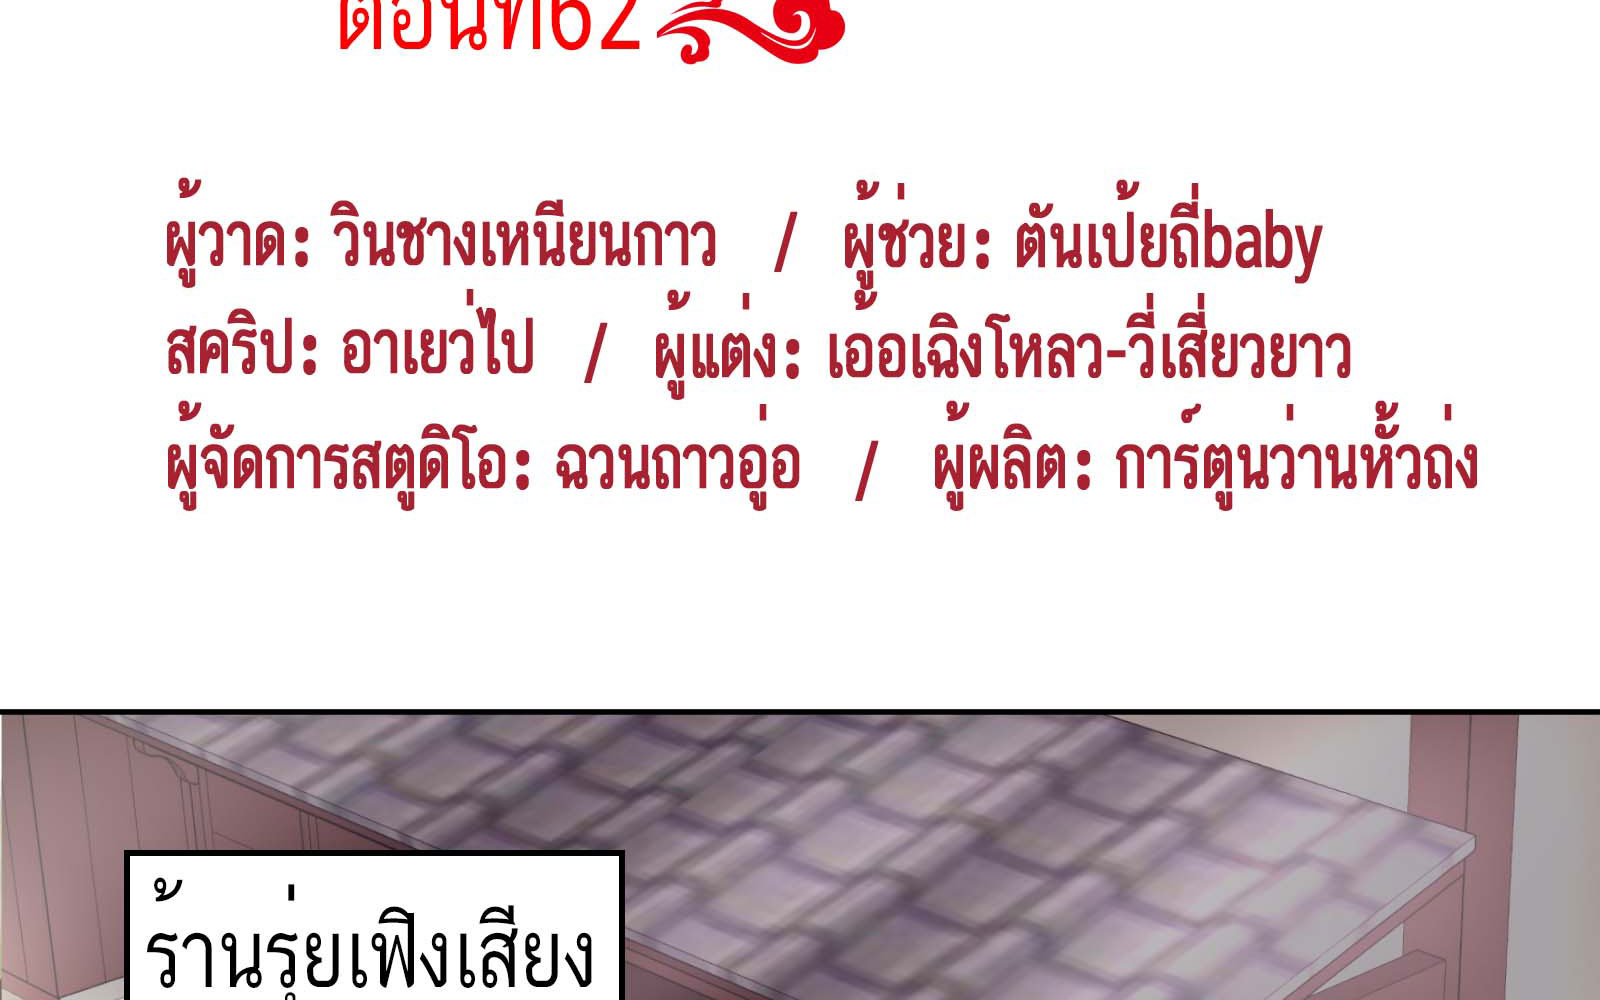 ตอนที่62
ผู้วาด: วินชางเหนียนกาว / ผู้ช่วย: ตันเป้ยถี่baby
สคริป: อาเยว่ไป / ผู้แต่ง: เอ้อเฉิงโหลว-วี่เสี่ยวยาว
ผู้จัดการสตูดิโอ: ฉวนถาวอู่อ / ผู้ผลิต: การ์ตูนว่านหั้วถ่ง
ร้านรุ่ยเฟิงเสียง